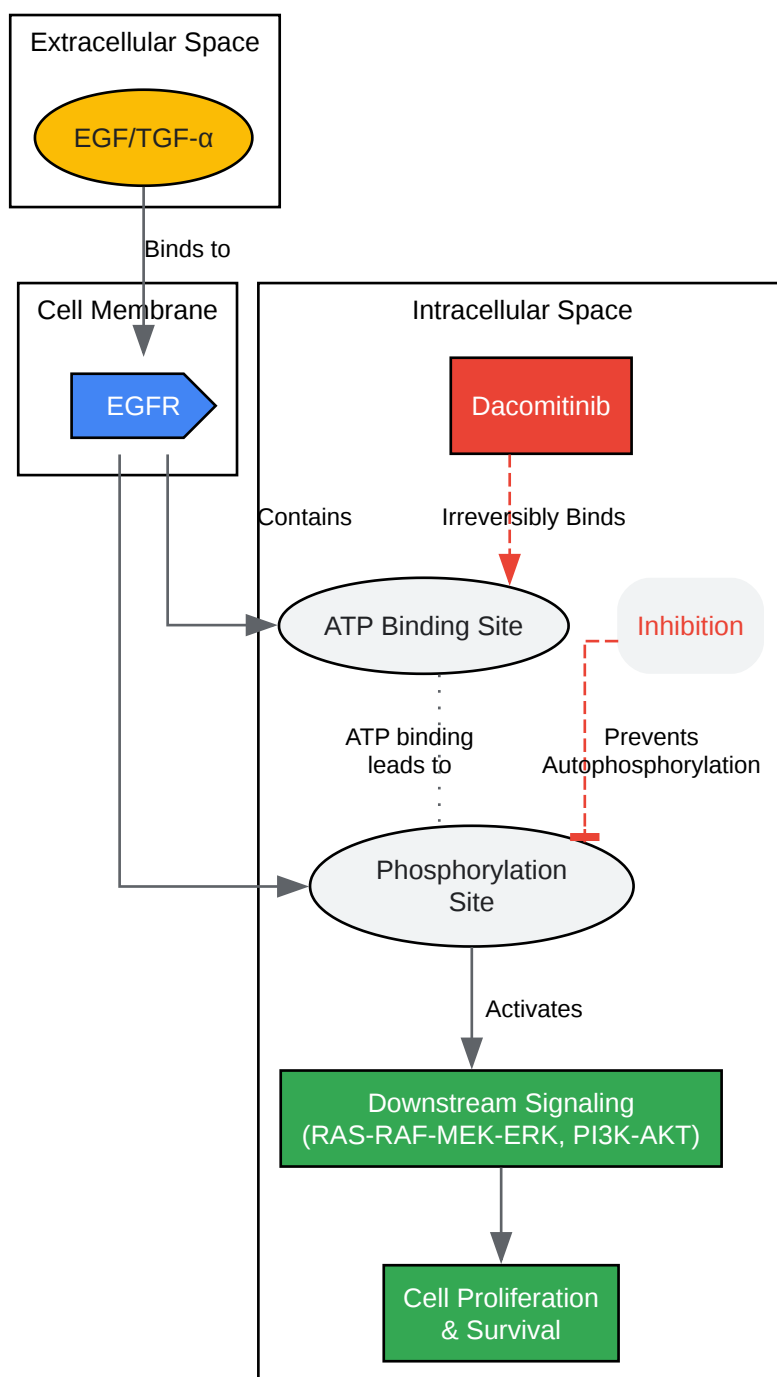 Extracellular Space
EGF/TGF-α
Binds to
Cell Membrane
Intracellular Space
EGFR
Dacomitinib
Contains
Irreversibly Binds
ATP Binding Site
Inhibition
ATP binding
leads to
Prevents
Autophosphorylation
Phosphorylation
Site
Activates
Downstream Signaling
(RAS-RAF-MEK-ERK, PI3K-AKT)
Cell Proliferation
& Survival